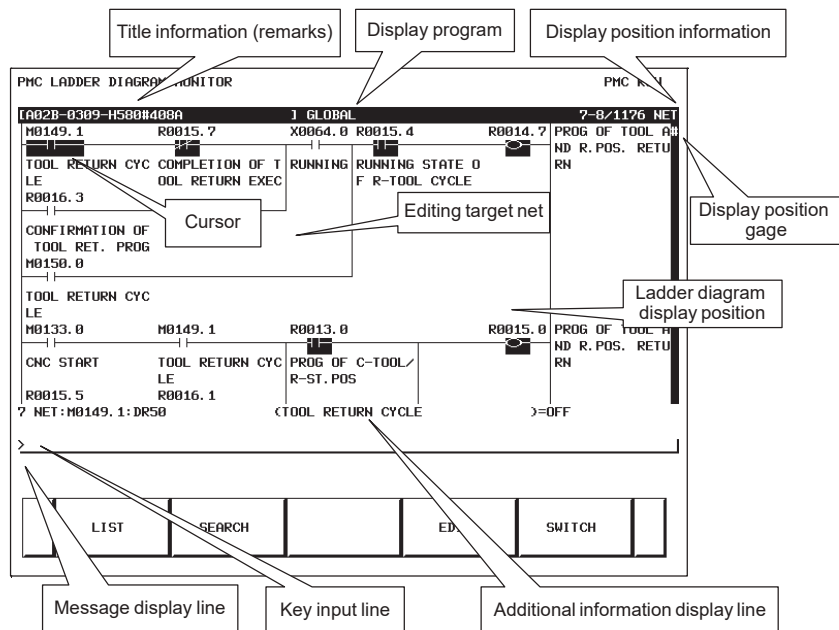 Title information (remarks)
Display program
Display position information
PMC LADDER DIAGRAM MONITOR
[A02B-0309-H580#408A ] GLOBAL 7-8/1176 NET
M0149.1 R0015.7 X0064.0 R0015.4 R0014.7 PROG OF TOOL A#
ND R.POS. RETU
TOOL RETURN CYC COMPLETION OF T RUNNING RUNNING STATE O RN
LE OOL RETURN EXEC F R-TOOL CYCLE
R0016.3
Cursor
Editing target net
Display position
gage
CONFIRMATION OF
TOOL RET. PROG
M0150.0
TOOL RETURN CYC
LE
Ladder diagram
display position
M0133.0 M0149.1 R0013.0 R0015.0 PROG OF TOOL A
ND R.POS. RETU
CNC START TOOL RETURN CYC PROG OF C-TOOL/ RN
LE R-ST.POS
R0015.5 R0016.1
7 NET:M0149.1:DR50 (TOOL RETURN CYCLE )=OFF
>
LIST SEARCH SWITCH
Message display line
Key input line
Additional information display line